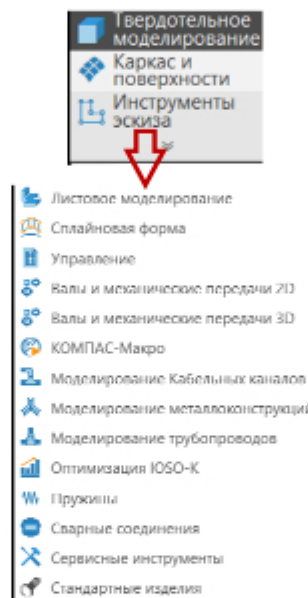 Твердотельное
моделирование
Каркас и
поверхности
Инструменты
эскиза
Листовое моделирование
Сплайновая форма
Управление
Валы и механические передачи 2D
Валы и механические передачи 3D
КОМПАС-Макро
Моделирование Кабельных каналов
Моделирование металлоконструкций
Моделирование трубопроводов
Оптимизация IOSO-K
Пружины
Сварные соединения
Сервисные инструменты
Стандартные изделия